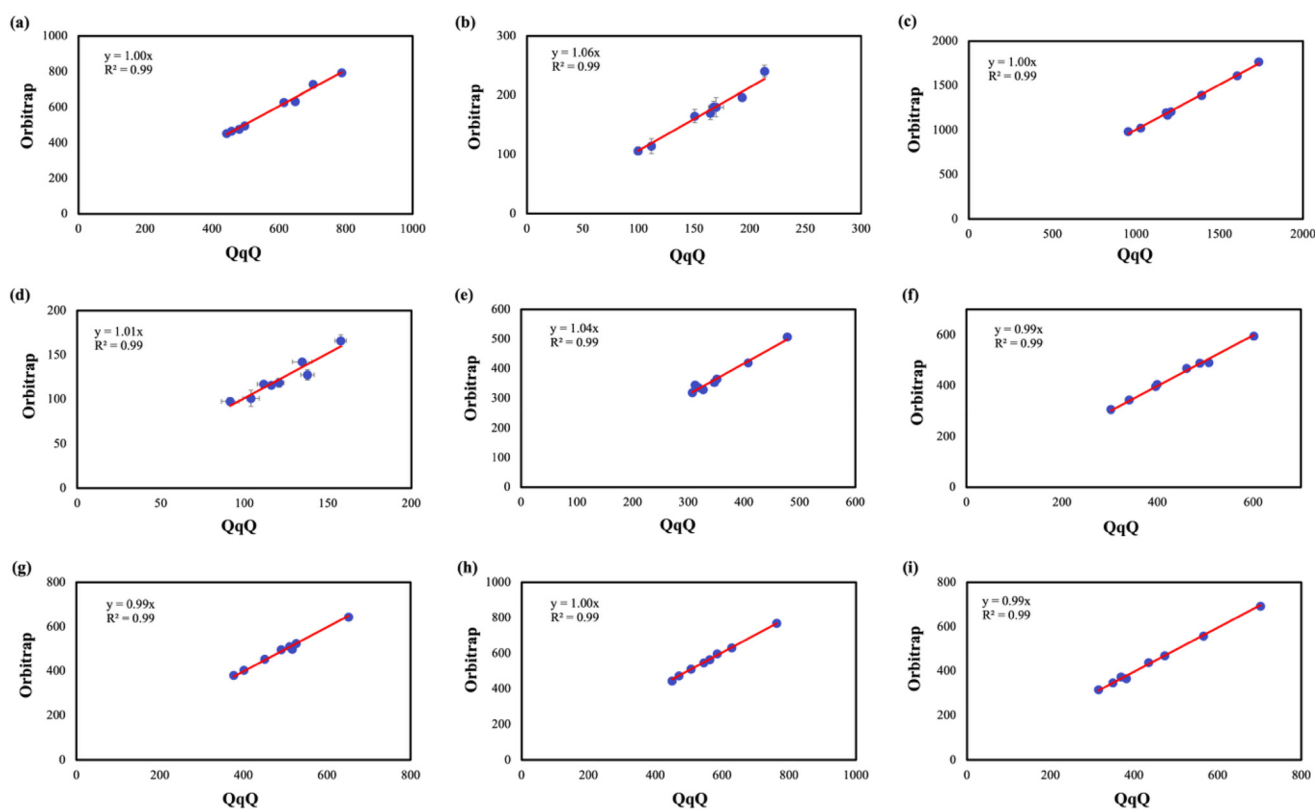 (a)
1000
800
600
400
200
0
Orbitrap
y = 1.00x
R² = 0.99
0 200 400 600 800 1000
QqQ
(b)
300
200
100
0
Orbitrap
y = 1.06x
R² = 0.99
0 50 100 150 200 250 300
QqQ
(c)
2000
1500
1000
500
0
Orbitrap
y = 1.00x
R² = 0.99
0 500 1000 1500 2000
QqQ
(d)
200
150
100
50
0
Orbitrap
y = 1.01x
R² = 0.99
0 50 100 150 200
QqQ
(e)
600
500
400
300
200
100
0
Orbitrap
y = 1.04x
R² = 0.99
0 100 200 300 400 500 600
QqQ
(f)
600
400
200
0
Orbitrap
y = 0.99x
R² = 0.99
0 200 400 600
QqQ
(g)
800
600
400
200
0
Orbitrap
y = 0.99x
R² = 0.99
0 200 400 600 800
QqQ
(h)
1000
800
600
400
200
0
Orbitrap
y = 1.00x
R² = 0.99
0 200 400 600 800 1000
QqQ
(i)
800
600
400
200
0
Orbitrap
y = 0.99x
R² = 0.99
0 200 400 600 800
QqQ